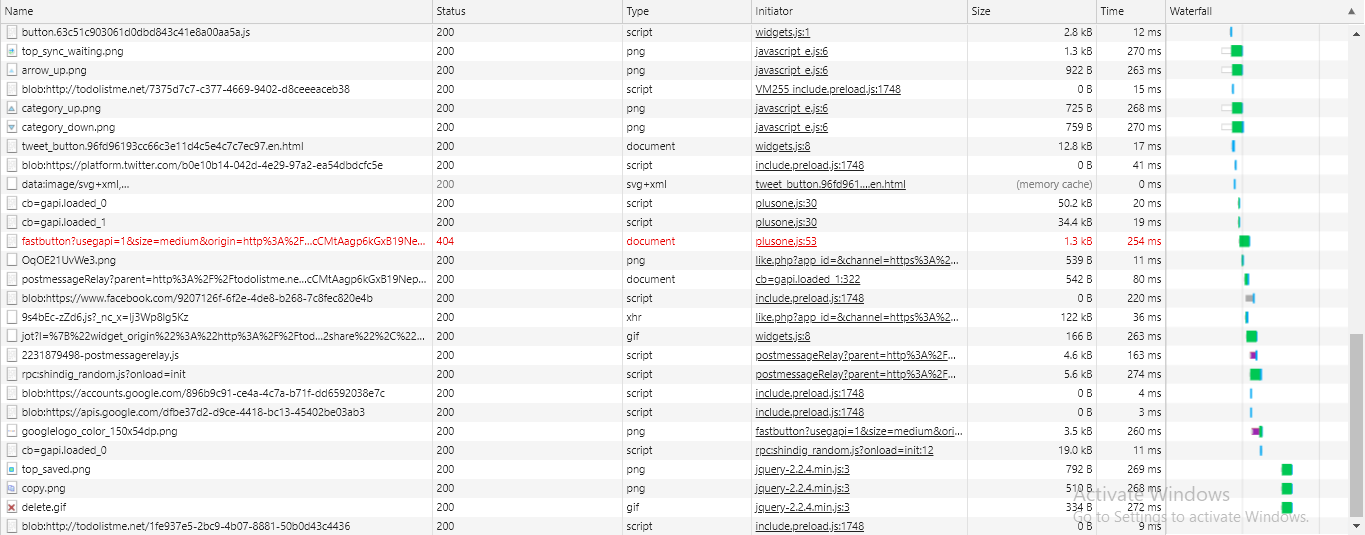 Name Status Type Initiator Size Time Waterfall
button.63c51c903061d0dbd843c41e8a00aa5a.js 200 script widgets.js:1 2.8 kB 12 ms
top_sync_waiting.png 200 png javascript_e.js:6 1.3 kB 270 ms
arrow_up.png 200 png javascript_e.js:6 922 B 263 ms
blob:http://todolistme.net/7375d7c7-c377-4669-9402-d8ceeeaceb38 200 script VM255 include.preload.js:1748 0 B 15 ms
category_up.png 200 png javascript_e.js:6 725 B 268 ms
category_down.png 200 png javascript_e.js:6 759 B 270 ms
tweet_button.96fd96193cc66c3e11d4c5e4c7c7ec97.en.html 200 document widgets.js:8 12.8 kB 17 ms
blob:https://platform.twitter.com/b0e10b14-042d-4e29-97a2-ea54dbdcfc5e 200 script include.preload.js:1748 0 B 41 ms
data:image/svg+xml,... 200 svg+xml tweet_button.96fd961....en.html (memory cache) 0 ms
cb=gapi.loaded_0 200 script plusone.js:30 50.2 kB 20 ms
cb=gapi.loaded_1 200 script plusone.js:30 34.4 kB 19 ms
fastbutton?usegapi=1&size=medium&origin=http%3A%2F...cCMtAagp6kGxB19Ne... 404 document plusone.js:53 1.3 kB 254 ms
OqOE21UvWe3.png 200 png like.php?app_id=&channel=https%3A%2... 539 B 11 ms
postmessageRelay?parent=http%3A%2F%2Ftodolistme.ne...cCMtAagp6kGxB19Nep... 200 document cb=gapi.loaded_1:322 542 B 80 ms
blob:https://www.facebook.com/9207126f-6f2e-4de8-b268-7c8fec820e4b 200 script include.preload.js:1748 0 B 220 ms
9s4bEc-zZd6.js?_nc_x=Ij3Wp8lg5Kz 200 xhr like.php?app_id=&channel=https%3A%2... 122 kB 36 ms
jot?l=%7B%22widget_origin%22%3A%22http%3A%2F%2Ftod...2share%22%2C%22... 200 gif widgets.js:8 166 B 263 ms
2231879498-postmessagerelay.js 200 script postmessageRelay?parent=http%3A%2F... 4.6 kB 163 ms
rpc:shindig_random.js?onload=init 200 script postmessageRelay?parent=http%3A%2F... 5.6 kB 274 ms
blob:https://accounts.google.com/896b9c91-ce4a-4c7a-b71f-dd6592038e7c 200 script include.preload.js:1748 0 B 4 ms
blob:https://apis.google.com/dfbe37d2-d9ce-4418-bc13-45402be03ab3 200 script include.preload.js:1748 0 B 3 ms
googlelogo_color_150x54dp.png 200 png fastbutton?usegapi=1&size=medium&ori... 3.5 kB 260 ms
cb=gapi.loaded_0 200 script rpc:shindig_random.js?onload=init:12 19.0 kB 11 ms
top_saved.png 200 png jquery-2.2.4.min.js:3 792 B 269 ms
copy.png 200 png jquery-2.2.4.min.js:3 510 B 268 ms
Activate Windows
delete.gif 200 gif jquery-2.2.4.min.js:3 334 B 272 ms
Go to Settings to activate Windows.
blob:http://todolistme.net/1fe937e5-2bc9-4b07-8881-50b0d43c4436 200 script include.preload.js:1748 0 B 9 ms